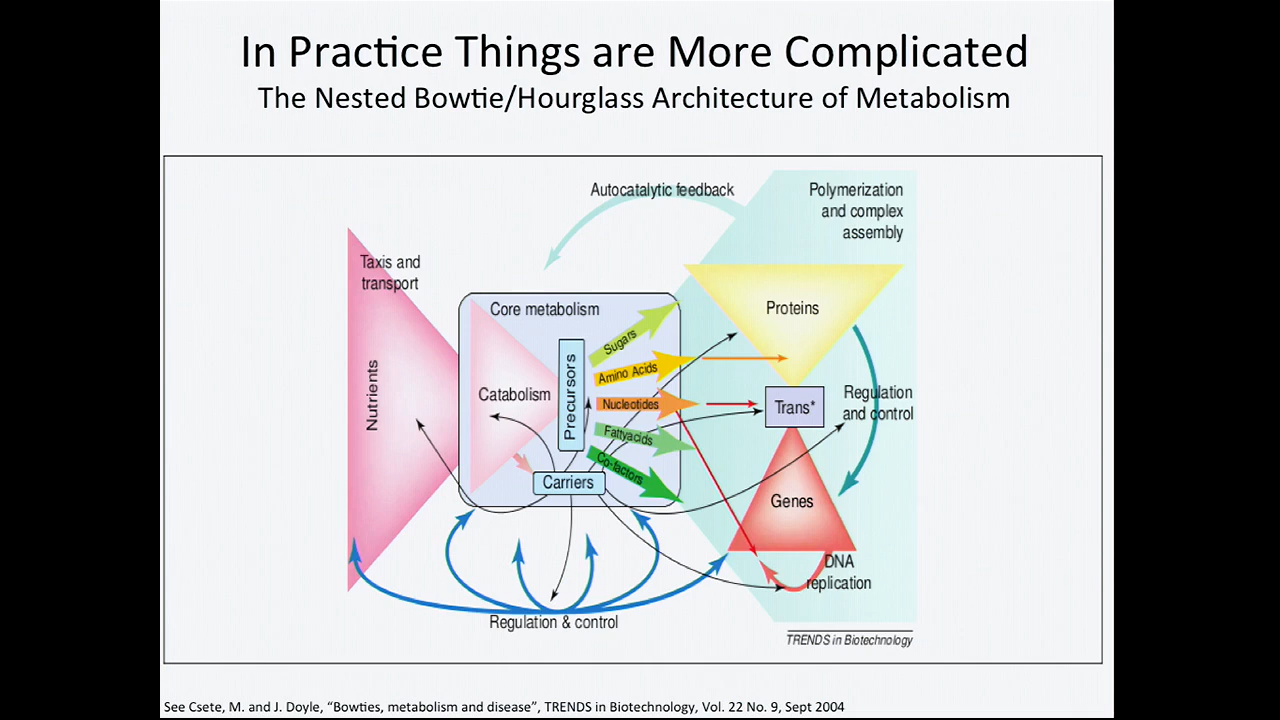 In Practice Things are More Complicated
The Nested Bowtie/Hourglass Architecture of Metabolism
Autocatalytic feedback
Polymerization
and complex
assembly
Taxis and
transport
Core metabolism
Proteins
Sugars
Amino Acids
Nucleotides
Fattyacids
Co-factors
Precursors
Catabolism
Nutrients
Carriers
Trans*
Regulation
and control
Genes
DNA
replication
Regulation & control
TRENDS in Biotechnology
See Csete, M. and J. Doyle, “Bowties, metabolism and disease”, TRENDS in Biotechnology, Vol. 22 No. 9, Sept 2004